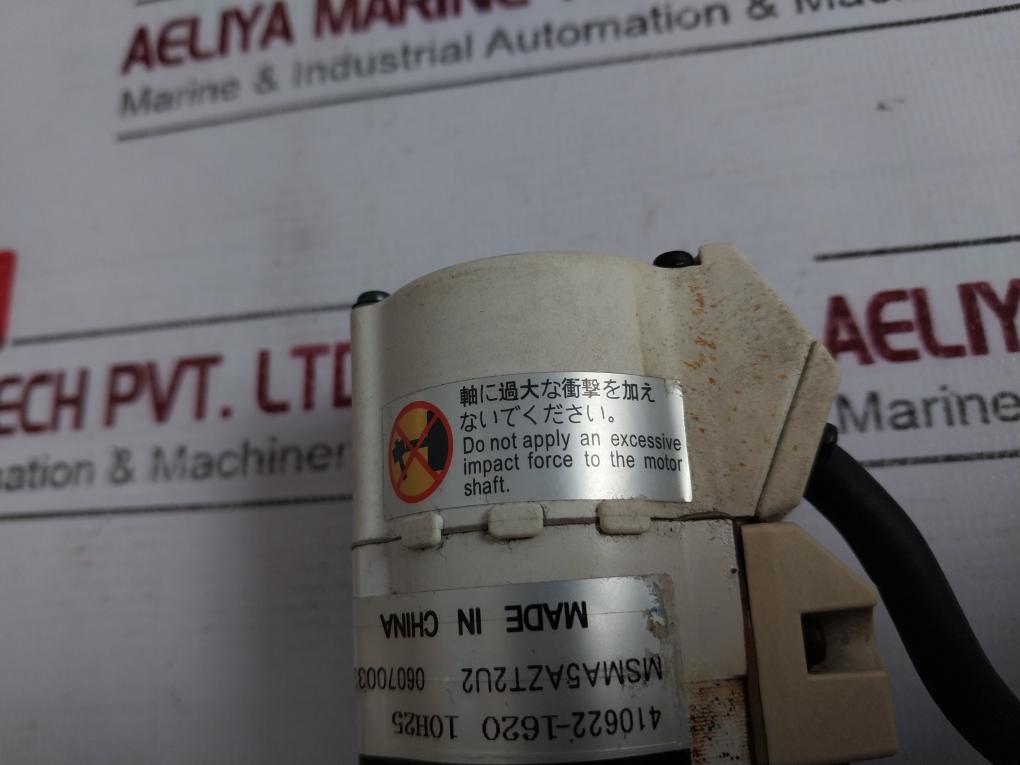 AELIYA MARINE
Marine & Industrial Automation & Mach
ECH PVT. LTD
ation & Machiner
AELIY
Marine
軸に過大な衝撃を加え
ないでください。
Do not apply an excessive
impact force to the motor
shaft.
410622-1620 10H25
MSMA5AZT2U2 0607003
MADE IN CHINA